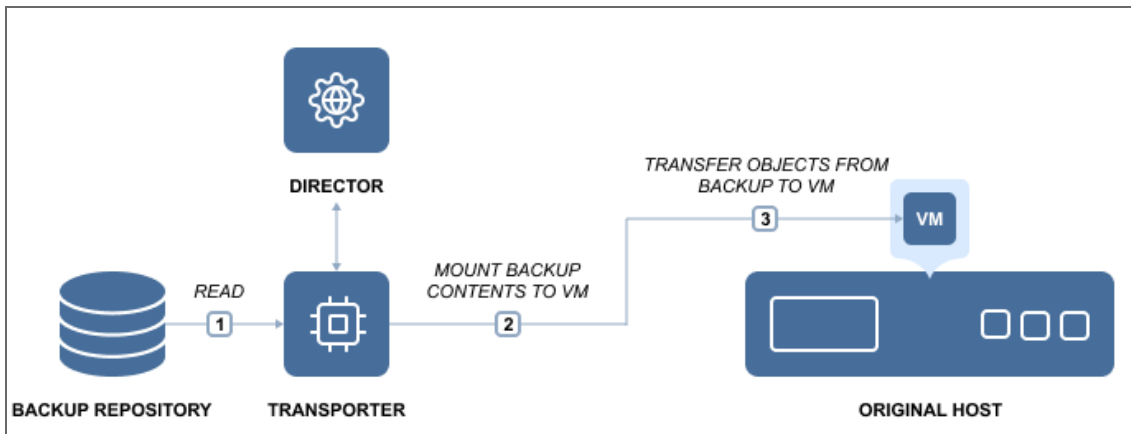 DIRECTOR
TRANSFER OBJECTS FROM
BACKUP TO VM
3
VM
READ
1
MOUNT BACKUP
CONTENTS TO VM
2
BACKUP REPOSITORY
TRANSPORTER
ORIGINAL HOST